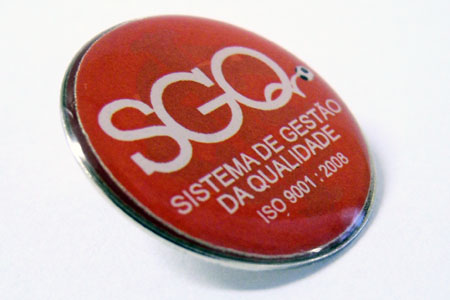 SGQ
SISTEMA DE GESTÃO
DA QUALIDADE
ISO 9001 : 2008